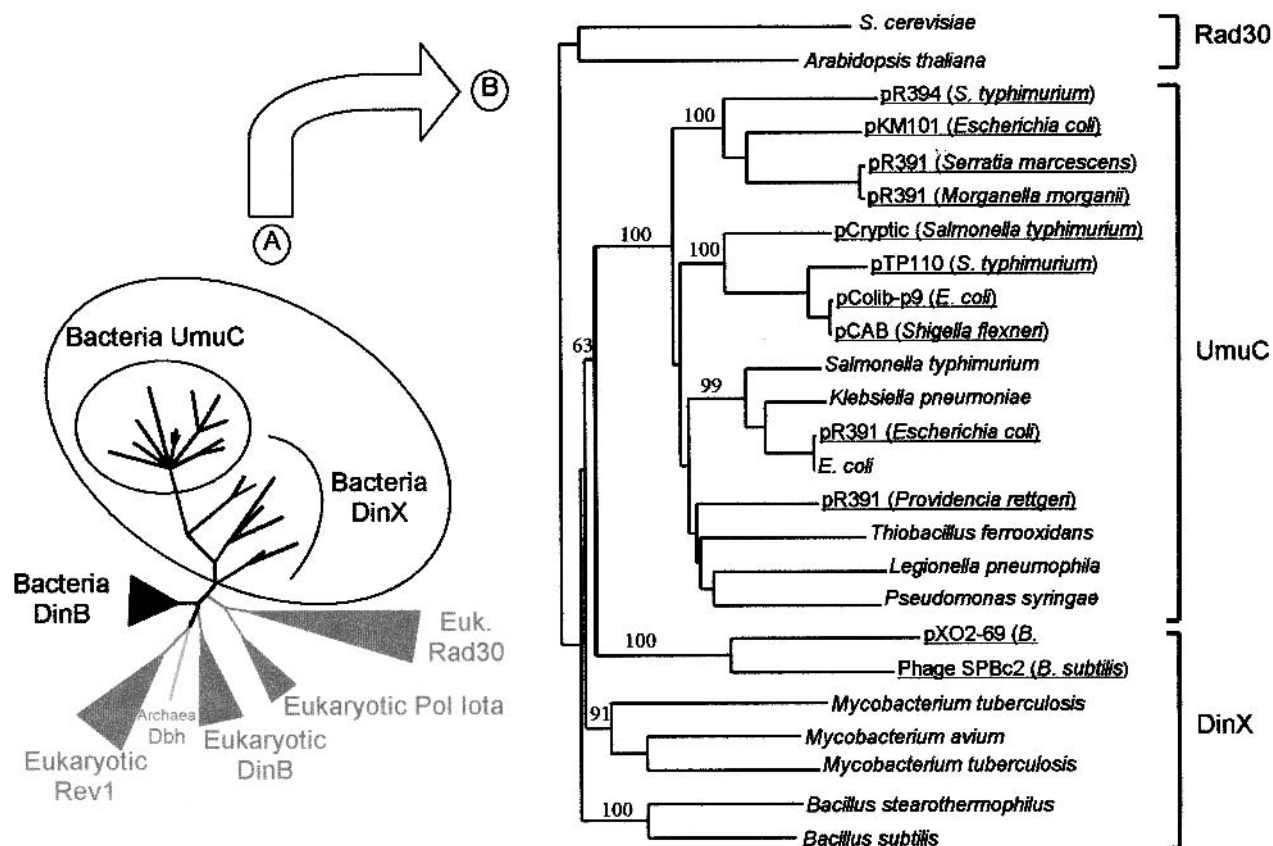 A
B
Bacteria UmuC
Bacteria
DinX
Bacteria
DinB
Euk.
Rad30
Eukaryotic Pol Iota
Archaea
Dbh
Eukaryotic
DinB
Eukaryotic
Rev1
S. cerevisiae
Arabidopsis thaliana
Rad30
100
pR394 (S. typhimurium)
pKM101 (Escherichia coli)
pR391 (Serratia marcescens)
pR391 (Morganella morganii)
100
100
pCryptic (Salmonella typhimurium)
pTP110 (S. typhimurium)
pColib-p9 (E. coli)
pCAB (Shigella flexneri)
UmuC
63
99
Salmonella typhimurium
Klebsiella pneumoniae
pR391 (Escherichia coli)
E. coli
pR391 (Providencia rettgeri)
Thiobacillus ferrooxidans
Legionella pneumophila
Pseudomonas syringae
100
pXO2-69 (B.
Phage SPBc2 (B. subtilis)
91
Mycobacterium tuberculosis
Mycobacterium avium
Mycobacterium tuberculosis
DinX
100
Bacillus stearothermophilus
Bacillus subtilis